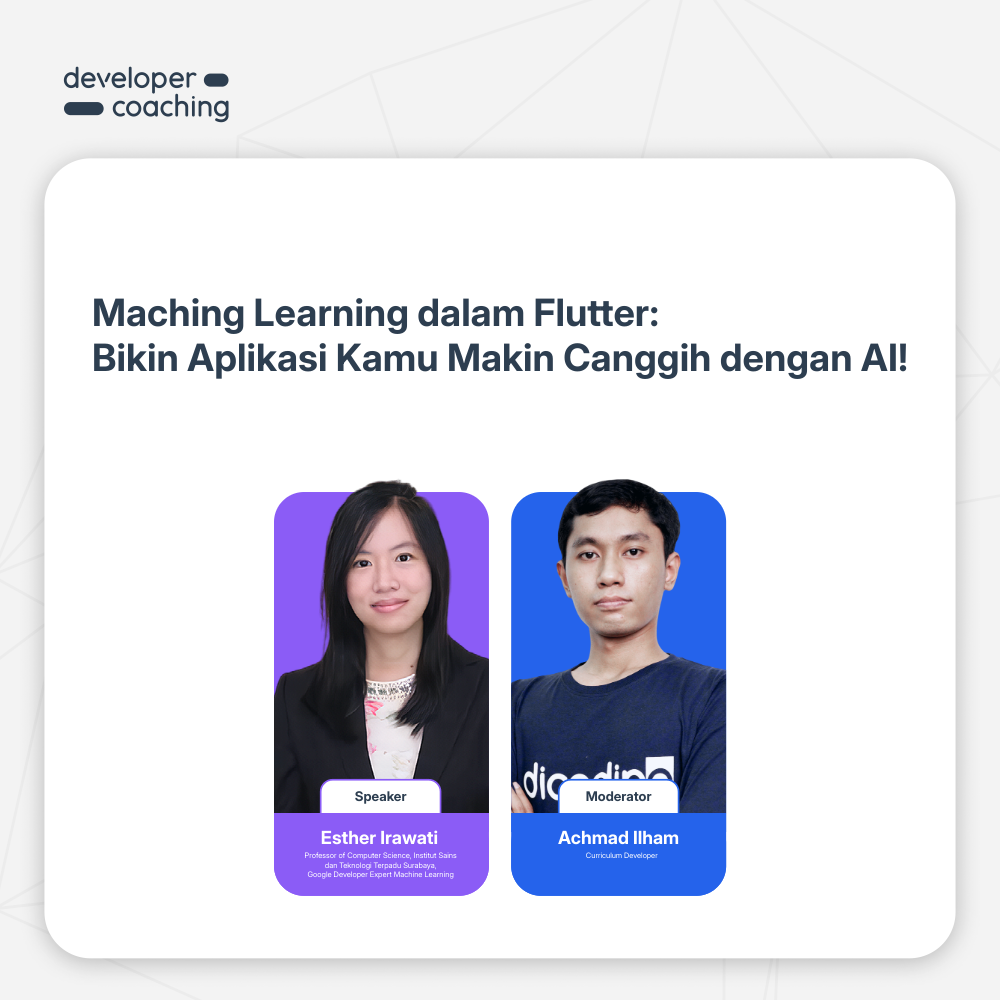 developer
coaching
Maching Learning dalam Flutter:
Bikin Aplikasi Kamu Makin Canggih dengan AI!
Speaker
Esther Irawati
Professor of Computer Science, Institut Sains
dan Teknologi Terpadu Surabaya,
Google Developer Expert Machine Learning
dicoding
Moderator
Achmad Ilham
Curriculum Developer